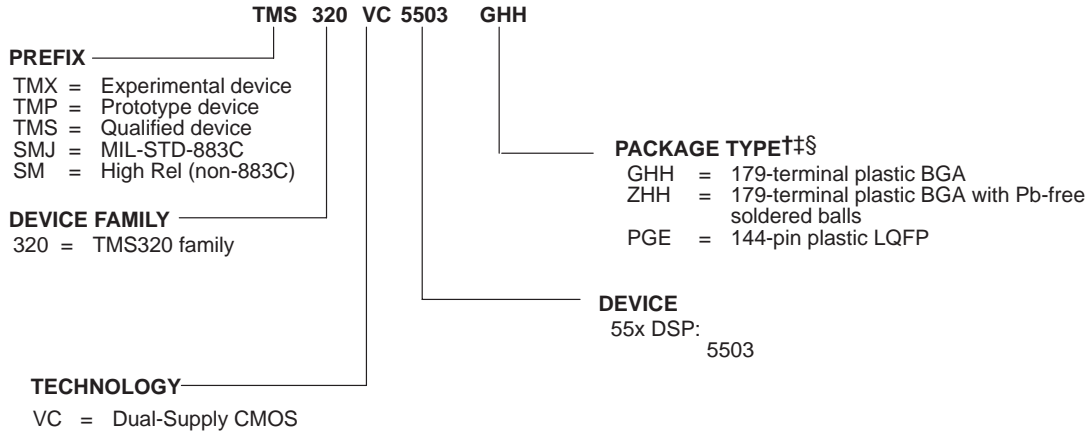 TMS 320 VC 5503 GHH
PREFIX
TMX = Experimental device
TMP = Prototype device
TMS = Qualified device
SMJ = MIL-STD-883C
SM = High Rel (non-883C)
DEVICE FAMILY
320 = TMS320 family
TECHNOLOGY
VC = Dual-Supply CMOS
PACKAGE TYPE†‡§
GHH = 179-terminal plastic BGA
ZHH = 179-terminal plastic BGA with Pb-free
soldered balls
PGE = 144-pin plastic LQFP
DEVICE
55x DSP:
5503